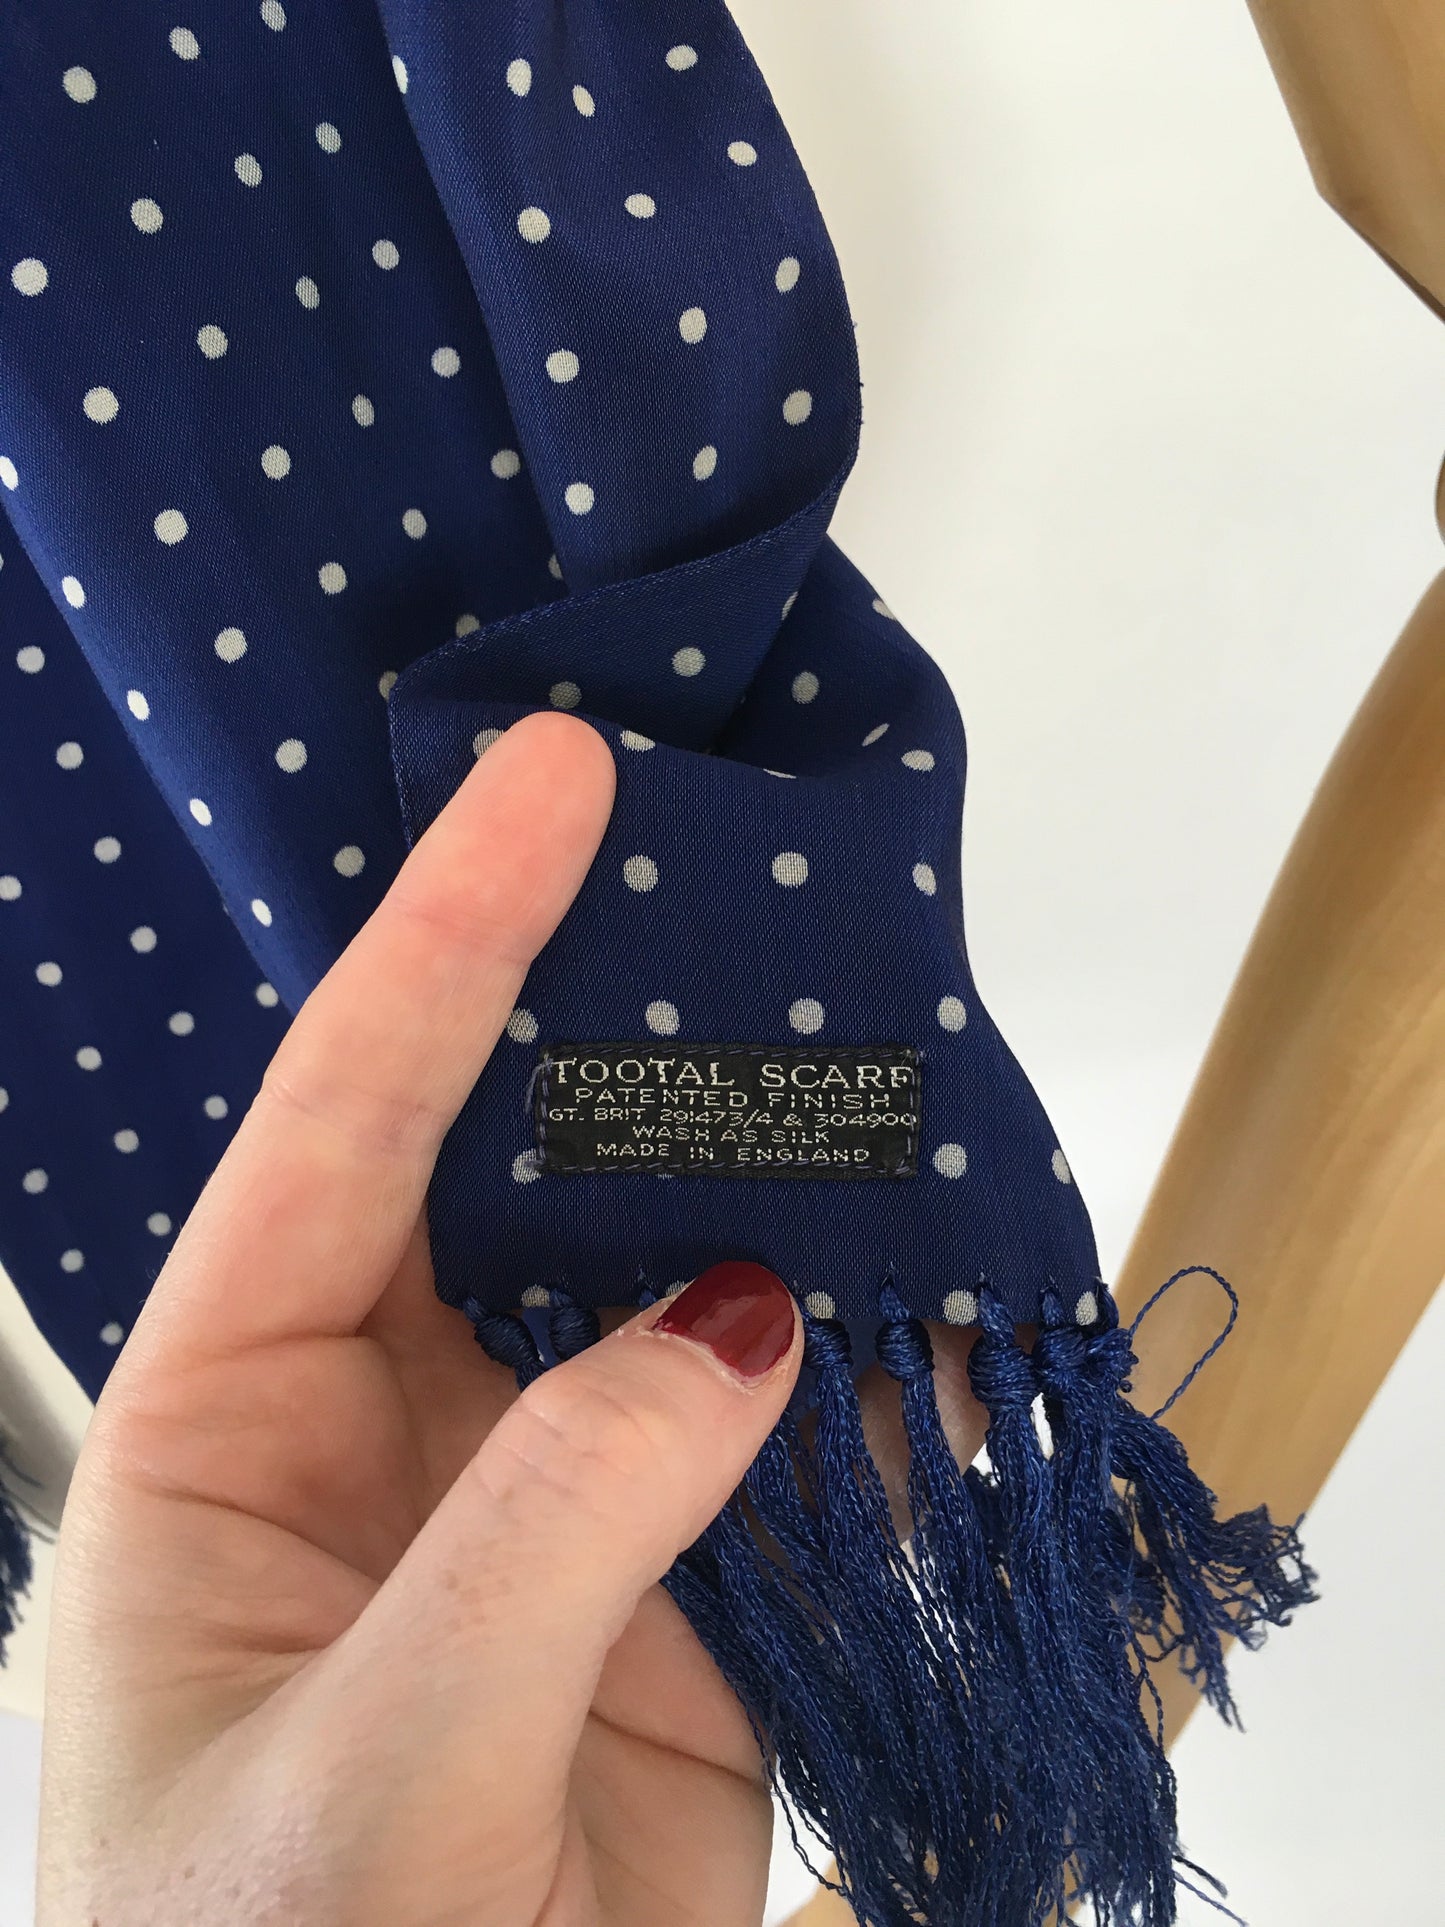 TOOTAL SCARF
PATENTED FINISH
GT. BRIT 291473/4 & 304900
WASH AS SILK
MADE IN ENGLAND